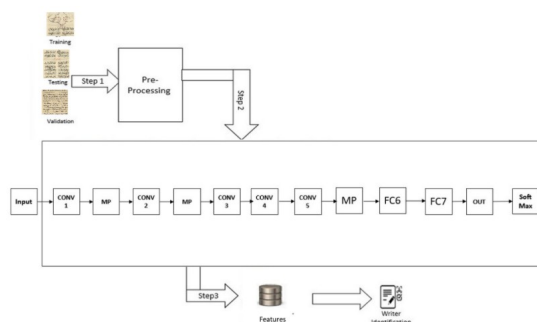 Training
Testing
Validation
Step 1
Pre-
Processing
Step 2
Input
CONV
1
MP
CONV
2
MP
CONV
3
CONV
4
CONV
5
MP
FC6
FC7
OUT
Soft
Max
Step3
Features
Writer
Identification